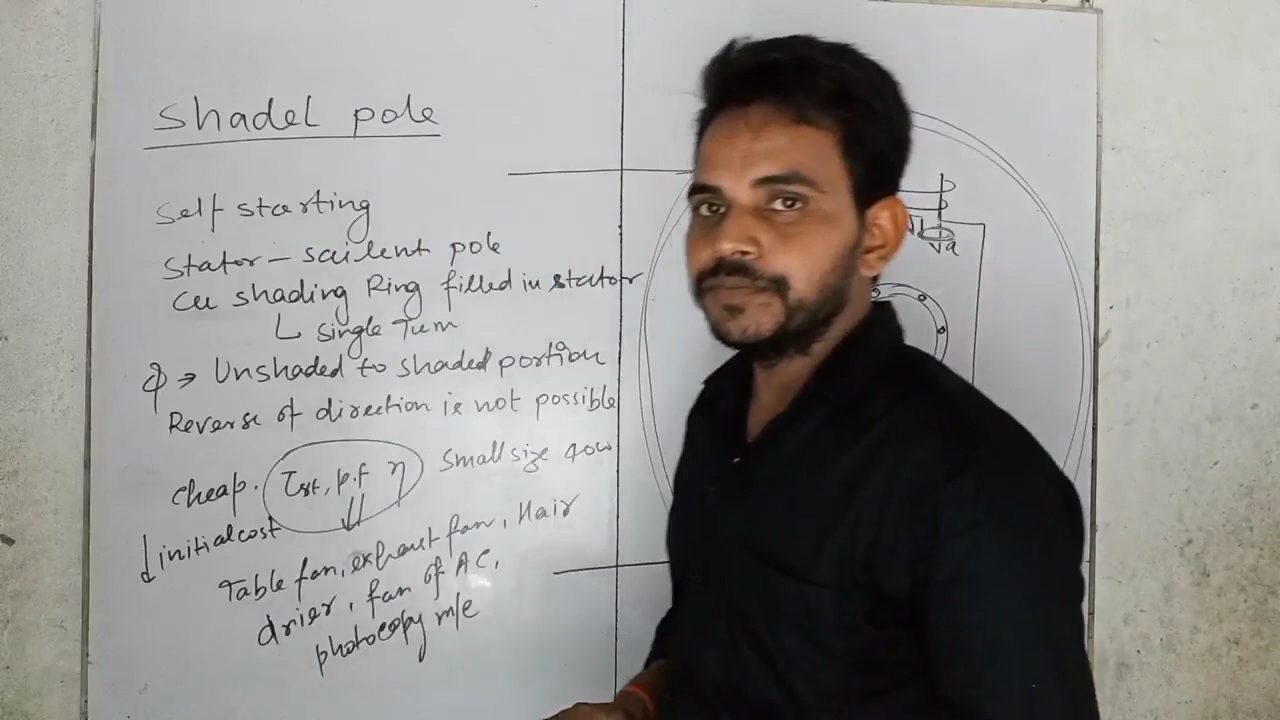 Shaded pole
Self starting
Stator - sailent pole
Cu shading Ring filled in stator
single Turn
φ ⇒ Unshaded to shaded portion
Reverse of direction is not possible
cheap. Tst, p.f η small size 40w
↓ initial cost
Table fan, exhaust fan, Hair
drier, fan of AC,
photocopy m/c